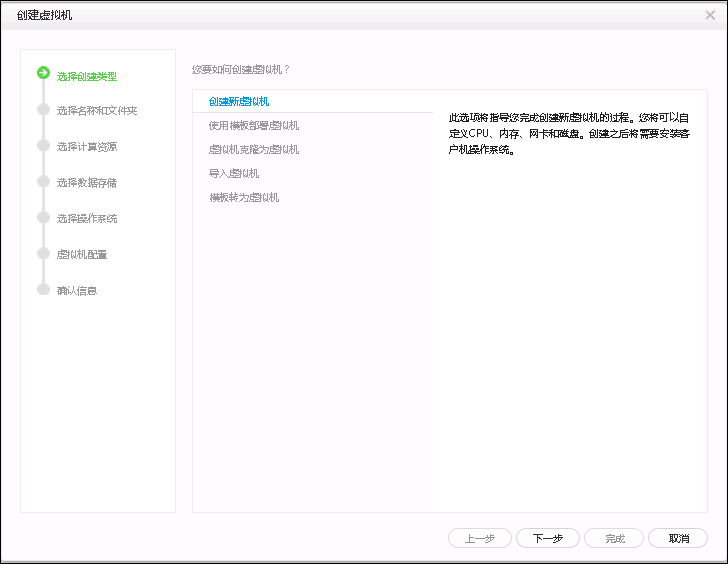 创建虚拟机
选择创建类型
选择名称和文件夹
选择计算资源
选择数据存储
选择操作系统
虚拟机配置
确认信息
您要如何创建虚拟机？
创建新虚拟机
使用模板部署虚拟机
虚拟机克隆为虚拟机
导入虚拟机
模板转为虚拟机
此选项将指导您完成创建新虚拟机的过程。您将可以自
定义CPU、内存、网卡和磁盘。创建之后将需要安装客
户机操作系统。
上一步
下一步
完成
取消